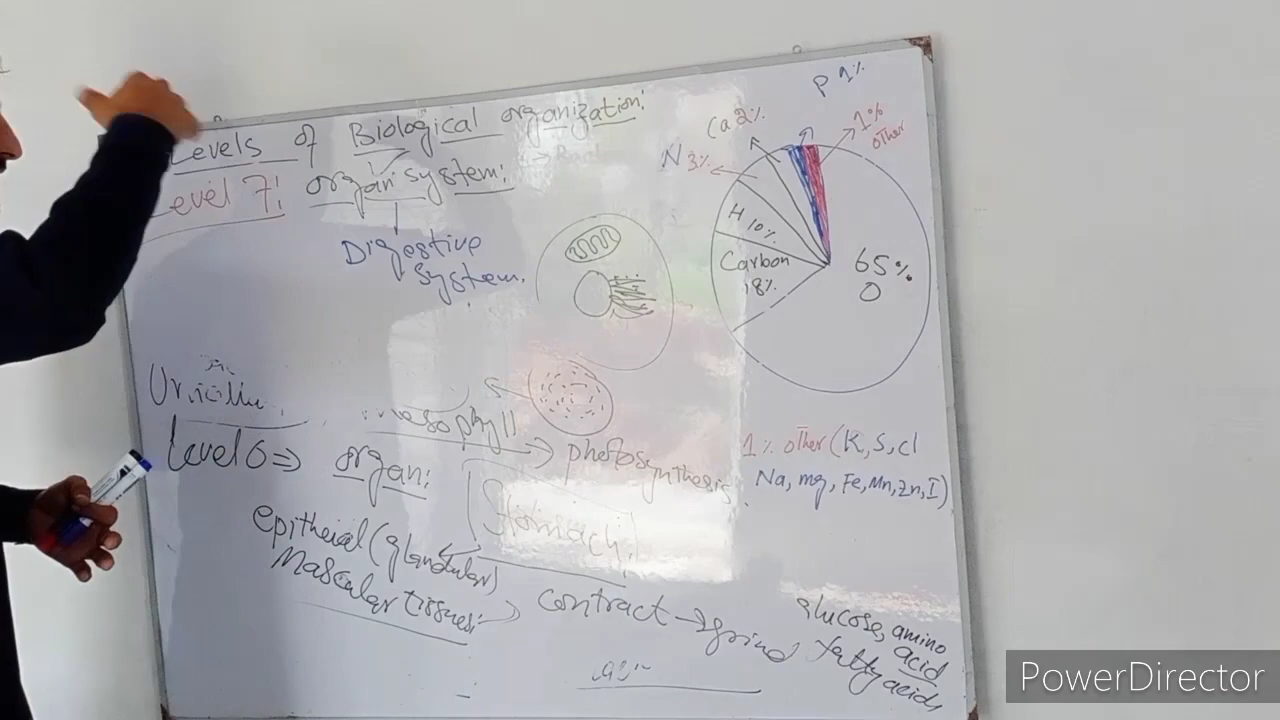 Levels of Biological organization:
Level 7: organ system:
Digestive
system.
P 1%
Ca 2%
1%
other
N 3%
H 10%
Carbon
18%
65%
O
mesophyll
photosynthesis.
level 6 ⇒ organ:
Stomach.
epitheial (glandular)
Mascular tissues:
contract → grind
1% other (K, S, Cl
Na, mg, Fe, Mn, Zn, I)
glucose, amino
acid
fatty acids
PowerDirector